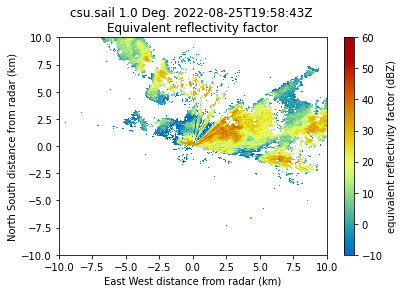 csu.sail 1.0 Deg. 2022-08-25T19:58:43Z
Equivalent reflectivity factor
North South distance from radar (km)
10.0
7.5
5.0
2.5
0.0
−2.5
−5.0
−7.5
−10.0
−10.0 −7.5 −5.0 −2.5 0.0 2.5 5.0 7.5 10.0
East West distance from radar (km)
60
50
40
30
20
10
0
−10
equivalent reflectivity factor (dBZ)